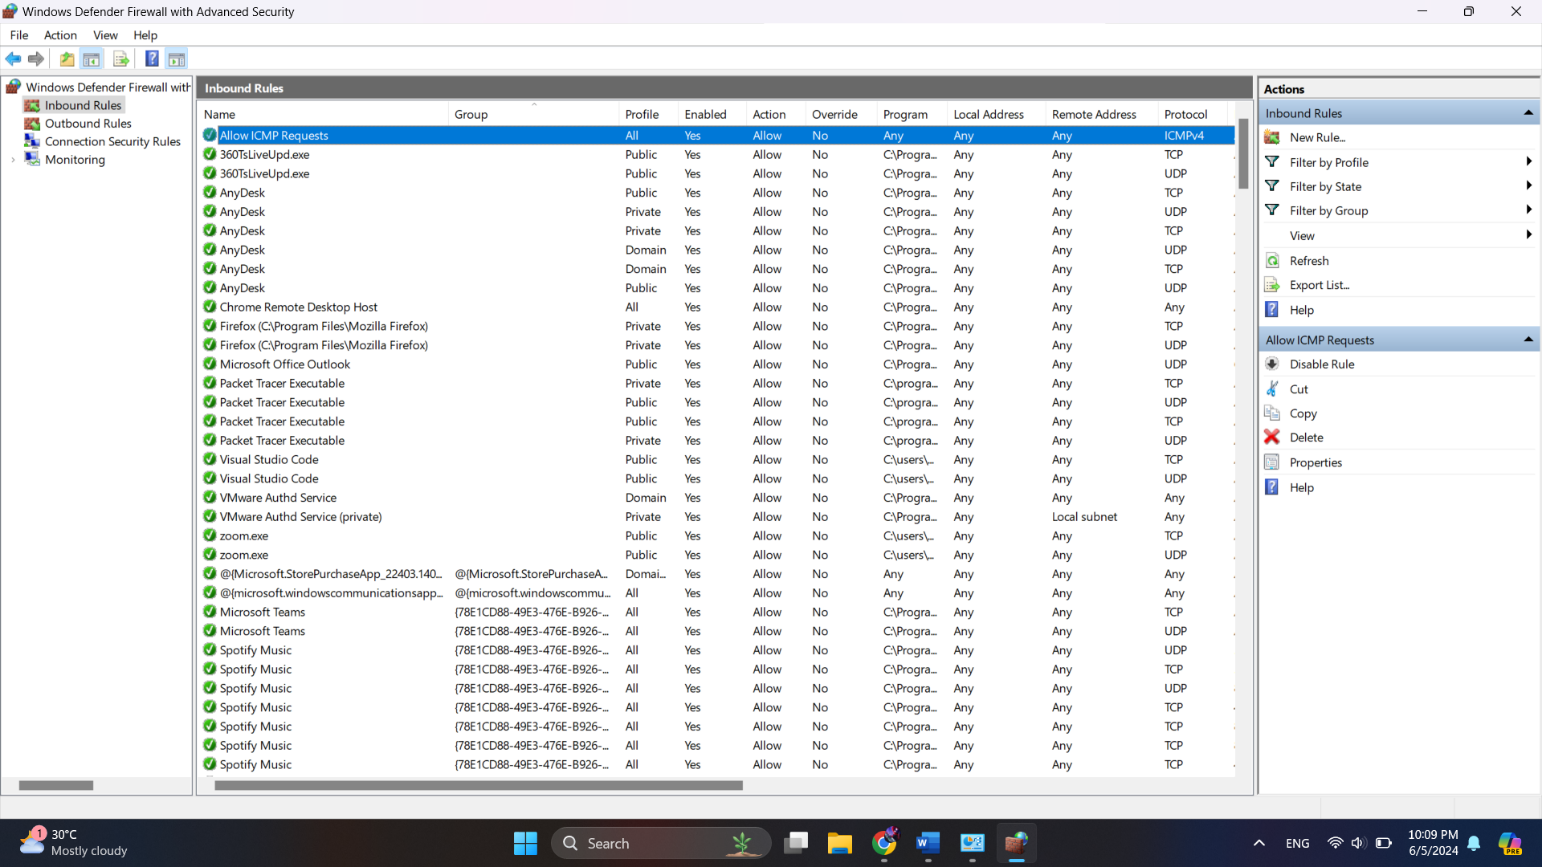 Windows Defender Firewall with Advanced Security
File Action View Help
Windows Defender Firewall with
Inbound Rules
Outbound Rules
Connection Security Rules
Monitoring
Inbound Rules
Name Group Profile Enabled Action Override Program Local Address Remote Address Protocol
Allow ICMP Requests All Yes Allow No Any Any Any ICMPv4
360TsLiveUpd.exe Public Yes Allow No C:\Progra... Any Any TCP
360TsLiveUpd.exe Public Yes Allow No C:\Progra... Any Any UDP
AnyDesk Public Yes Allow No C:\Progra... Any Any TCP
AnyDesk Private Yes Allow No C:\Progra... Any Any UDP
AnyDesk Private Yes Allow No C:\Progra... Any Any TCP
AnyDesk Domain Yes Allow No C:\Progra... Any Any UDP
AnyDesk Domain Yes Allow No C:\Progra... Any Any TCP
AnyDesk Public Yes Allow No C:\Progra... Any Any UDP
Chrome Remote Desktop Host All Yes Allow No C:\Progra... Any Any Any
Firefox (C:\Program Files\Mozilla Firefox) Private Yes Allow No C:\Progra... Any Any TCP
Firefox (C:\Program Files\Mozilla Firefox) Private Yes Allow No C:\Progra... Any Any UDP
Microsoft Office Outlook Public Yes Allow No C:\Progra... Any Any UDP
Packet Tracer Executable Private Yes Allow No C:\progra... Any Any TCP
Packet Tracer Executable Public Yes Allow No C:\progra... Any Any UDP
Packet Tracer Executable Public Yes Allow No C:\progra... Any Any TCP
Packet Tracer Executable Private Yes Allow No C:\progra... Any Any UDP
Visual Studio Code Public Yes Allow No C:\users\... Any Any TCP
Visual Studio Code Public Yes Allow No C:\users\... Any Any UDP
VMware Authd Service Domain Yes Allow No C:\Progra... Any Any Any
VMware Authd Service (private) Private Yes Allow No C:\Progra... Any Local subnet Any
zoom.exe Public Yes Allow No C:\users\... Any Any TCP
zoom.exe Public Yes Allow No C:\users\... Any Any UDP
@{Microsoft.StorePurchaseApp_22403.140... @{Microsoft.StorePurchaseA... Domai... Yes Allow No Any Any Any Any
@{microsoft.windowscommunicationsapp... @{microsoft.windowscommu... All Yes Allow No Any Any Any Any
Microsoft Teams {78E1CD88-49E3-476E-B926-... All Yes Allow No C:\Progra... Any Any TCP
Microsoft Teams {78E1CD88-49E3-476E-B926-... All Yes Allow No C:\Progra... Any Any UDP
Spotify Music {78E1CD88-49E3-476E-B926-... All Yes Allow No C:\Progra... Any Any UDP
Spotify Music {78E1CD88-49E3-476E-B926-... All Yes Allow No C:\Progra... Any Any TCP
Spotify Music {78E1CD88-49E3-476E-B926-... All Yes Allow No C:\Progra... Any Any UDP
Spotify Music {78E1CD88-49E3-476E-B926-... All Yes Allow No C:\Progra... Any Any TCP
Spotify Music {78E1CD88-49E3-476E-B926-... All Yes Allow No C:\Progra... Any Any TCP
Spotify Music {78E1CD88-49E3-476E-B926-... All Yes Allow No C:\Progra... Any Any TCP
Spotify Music {78E1CD88-49E3-476E-B926-... All Yes Allow No C:\Progra... Any Any TCP
Actions
Inbound Rules
New Rule...
Filter by Profile
Filter by State
Filter by Group
View
Refresh
Export List...
Help
Allow ICMP Requests
Disable Rule
Cut
Copy
Delete
Properties
Help
1
30°C
Mostly cloudy
Search
W
ENG
10:09 PM
6/5/2024
PRE